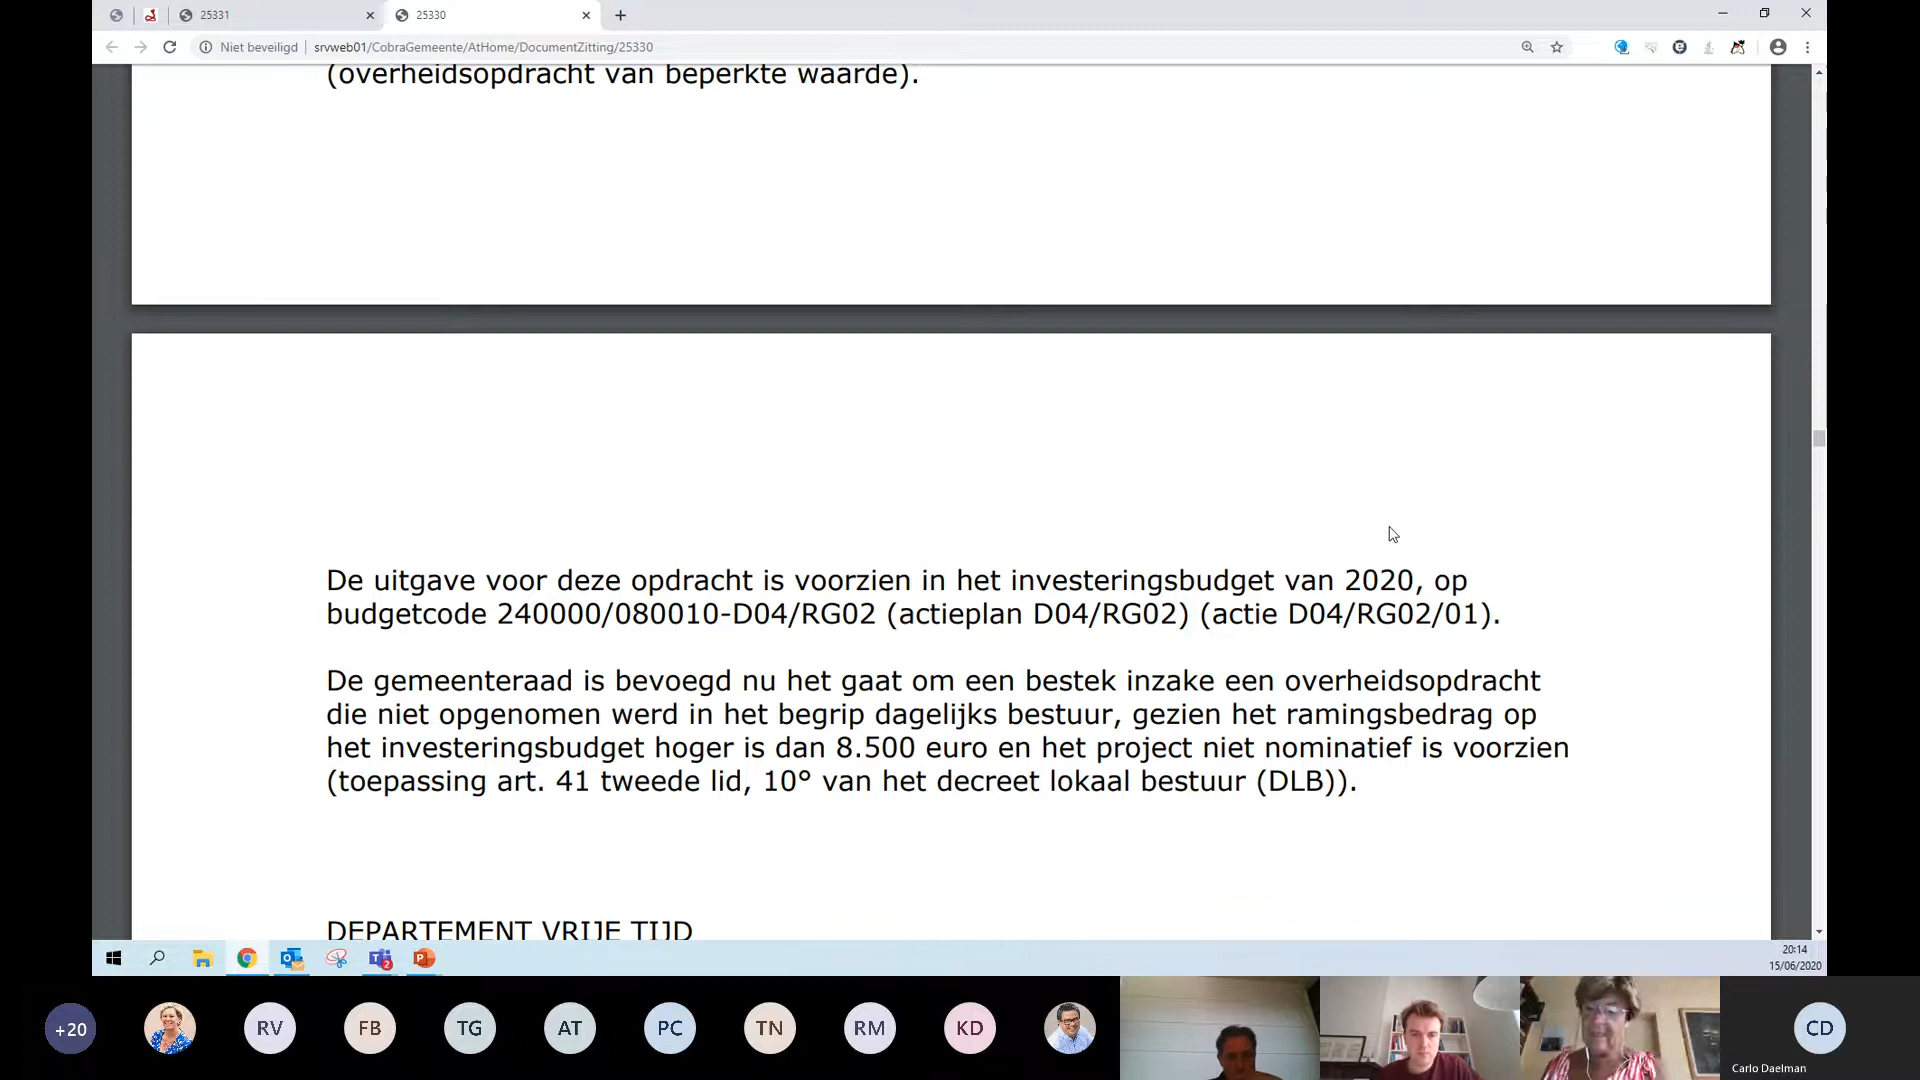 25331
25330
Niet beveiligd
srvweb01/CobraGemeente/AtHome/DocumentZitting/25330
(overheidsopdracht van beperkte waarde).
De uitgave voor deze opdracht is voorzien in het investeringsbudget van 2020, op
budgetcode 240000/080010-D04/RG02 (actieplan D04/RG02) (actie D04/RG02/01).
De gemeenteraad is bevoegd nu het gaat om een bestek inzake een overheidsopdracht
die niet opgenomen werd in het begrip dagelijks bestuur, gezien het ramingsbedrag op
het investeringsbudget hoger is dan 8.500 euro en het project niet nominatief is voorzien
(toepassing art. 41 tweede lid, 10° van het decreet lokaal bestuur (DLB)).
DEPARTEMENT VRIJE TIJD
20:14
15/06/2020
+20
RV
FB
TG
AT
PC
TN
RM
KD
CD
Carlo Daelman